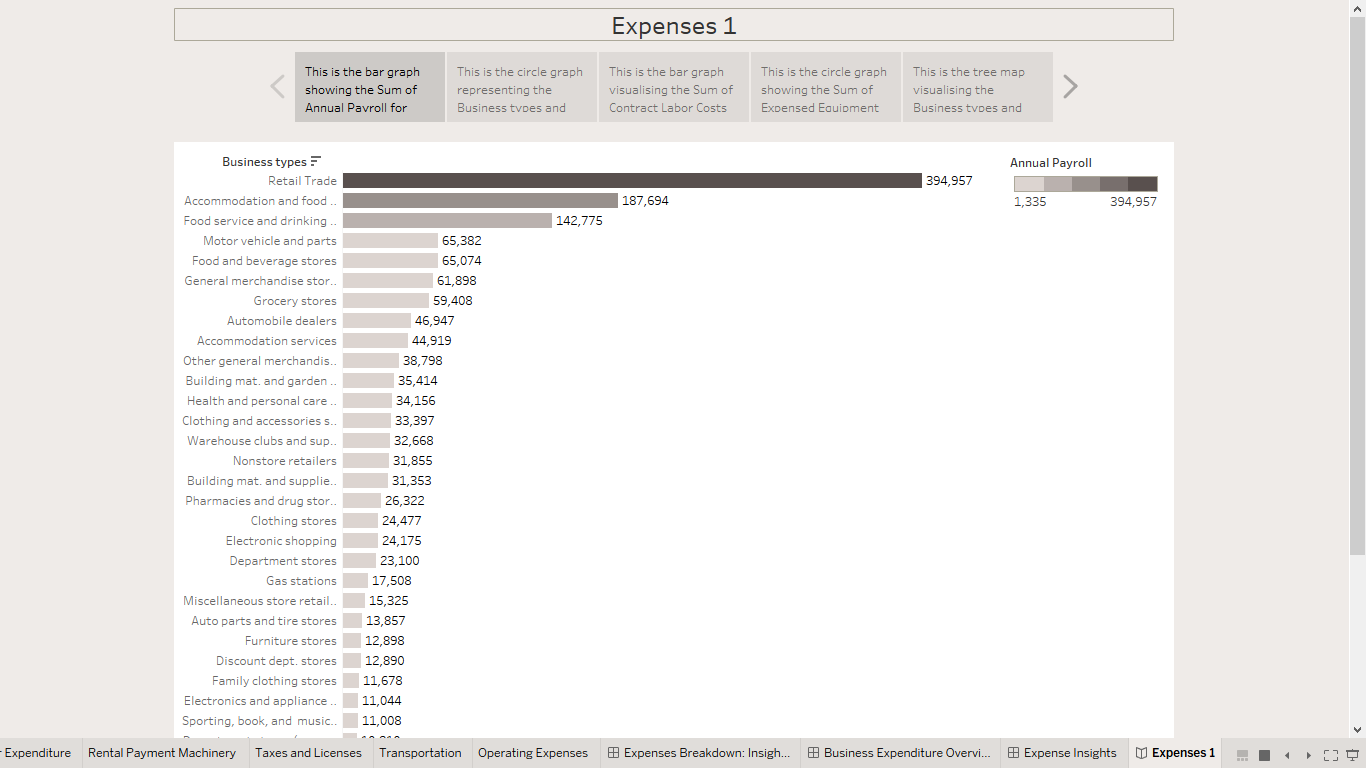 Expenses 1
This is the bar graph
showing the Sum of
Annual Payroll for
This is the circle graph
representing the
Business types and
This is the bar graph
visualising the Sum of
Contract Labor Costs
This is the circle graph
showing the Sum of
Expensed Equipment
This is the tree map
visualising the
Business types and
Business types
Annual Payroll
1,335 394,957
Retail Trade 394,957
Accommodation and food .. 187,694
Food service and drinking .. 142,775
Motor vehicle and parts 65,382
Food and beverage stores 65,074
General merchandise stor.. 61,898
Grocery stores 59,408
Automobile dealers 46,947
Accommodation services 44,919
Other general merchandis.. 38,798
Building mat. and garden .. 35,414
Health and personal care .. 34,156
Clothing and accessories s.. 33,397
Warehouse clubs and sup.. 32,668
Nonstore retailers 31,855
Building mat. and supplie.. 31,353
Pharmacies and drug stor.. 26,322
Clothing stores 24,477
Electronic shopping 24,175
Department stores 23,100
Gas stations 17,508
Miscellaneous store retail.. 15,325
Auto parts and tire stores 13,857
Furniture stores 12,898
Discount dept. stores 12,890
Family clothing stores 11,678
Electronics and appliance .. 11,044
Sporting, book, and music.. 11,008
Expenditure Rental Payment Machinery Taxes and Licenses Transportation Operating Expenses Expenses Breakdown: Insigh... Business Expenditure Overvi... Expense Insights Expenses 1